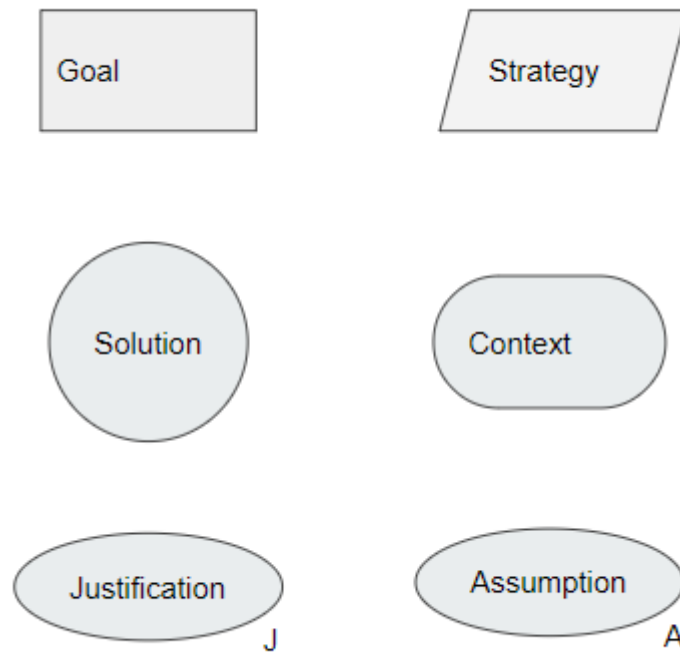 Goal
Strategy
Solution
Context
Justification
J
Assumption
A